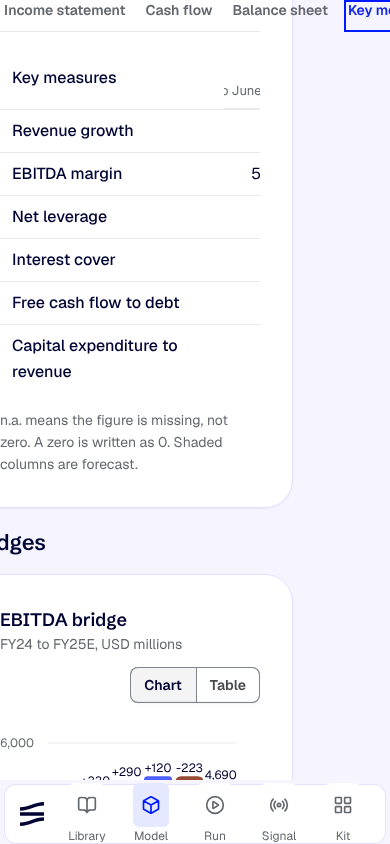 Income statement Cash flow Balance sheet Key me
Key measures
o June
Revenue growth
EBITDA margin 5
Net leverage
Interest cover
Free cash flow to debt
Capital expenditure to
revenue
n.a. means the figure is missing, not
zero. A zero is written as 0. Shaded
columns are forecast.
dges
EBITDA bridge
FY24 to FY25E, USD millions
Chart Table
6,000
+290 +120 -223 4,690
Library Model Run Signal Kit